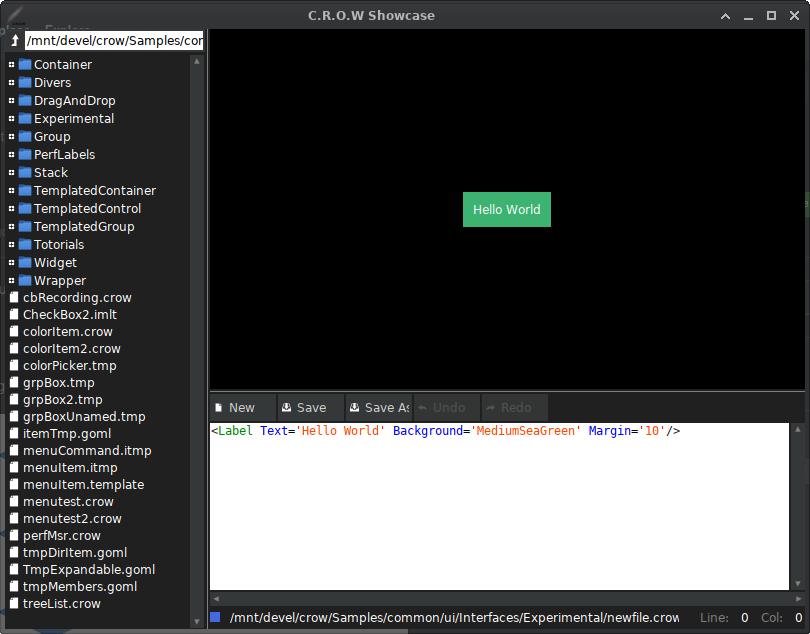 C.R.O.W Showcase
/mnt/devel/crow/Samples/cor
Container
Divers
DragAndDrop
Experimental
Group
PerfLabels
Stack
TemplatedContainer
TemplatedControl
TemplatedGroup
Totorials
Widget
Wrapper
cbRecording.crow
CheckBox2.imlt
colorItem.crow
colorItem2.crow
colorPicker.tmp
grpBox.tmp
grpBox2.tmp
grpBoxUnamed.tmp
itemTmp.goml
menuCommand.itmp
menuItem.itmp
menuItem.template
menutest.crow
menutest2.crow
perfMsr.crow
tmpDirItem.goml
TmpExpandable.goml
tmpMembers.goml
treeList.crow
Hello World
New Save Save As Undo Redo
<Label Text='Hello World' Background='MediumSeaGreen' Margin='10'/>
/mnt/devel/crow/Samples/common/ui/Interfaces/Experimental/newfile.crow Line: 0 Col: 0